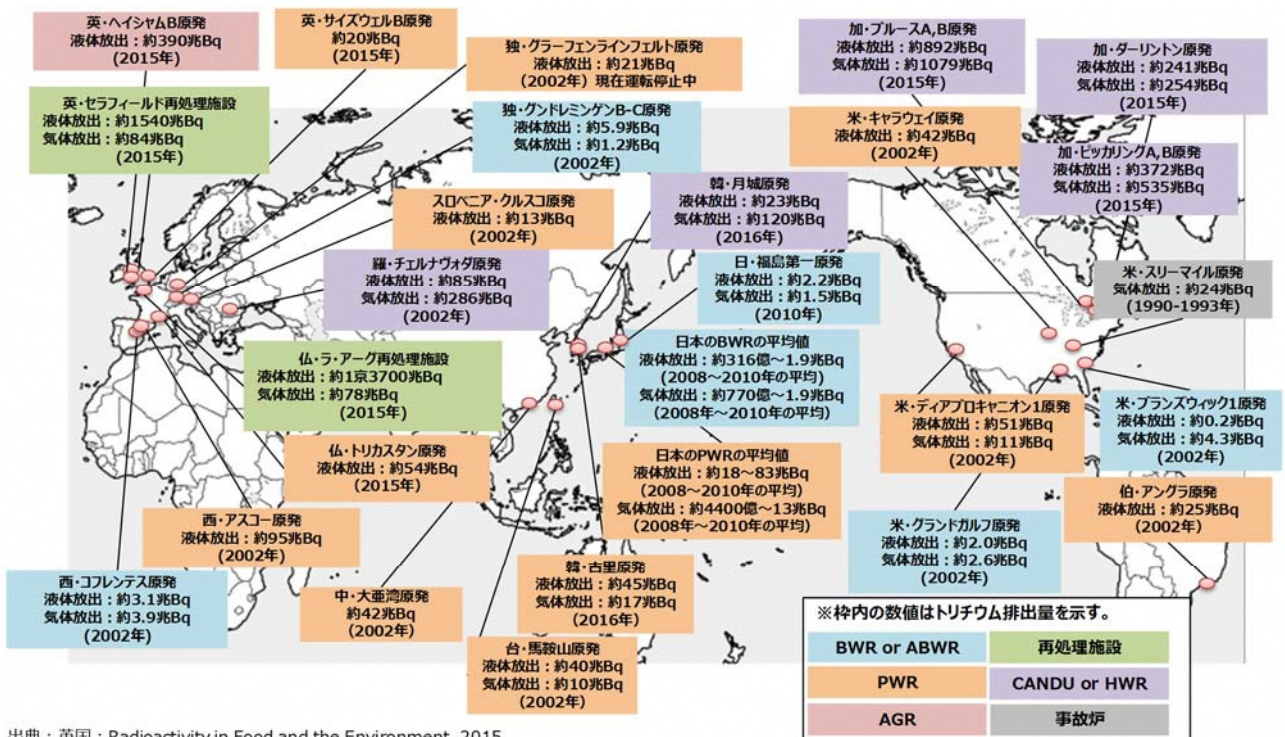 英・ヘイシャムB原発
液体放出：約390兆Bq
(2015年)
英・サイズウェルB原発
約20兆Bq
(2015年)
独・グラーフェンラインフェルト原発
液体放出：約21兆Bq
(2002年) 現在運転停止中
加・ブルースA,B原発
液体放出：約892兆Bq
気体放出：約1079兆Bq
(2015年)
加・ダーリントン原発
液体放出：約241兆Bq
気体放出：約254兆Bq
(2015年)
英・セラフィールド再処理施設
液体放出：約1540兆Bq
気体放出：約84兆Bq
(2015年)
独・グンドレミンゲンB-C原発
液体放出：約5.9兆Bq
気体放出：約1.2兆Bq
(2002年)
米・キャラウェイ原発
液体放出：約42兆Bq
(2002年)
加・ピッカリングA,B原発
液体放出：約372兆Bq
気体放出：約535兆Bq
(2015年)
スロベニア・クルスコ原発
液体放出：約13兆Bq
(2002年)
韓・月城原発
液体放出：約23兆Bq
気体放出：約120兆Bq
(2016年)
羅・チェルナヴォダ原発
液体放出：約85兆Bq
気体放出：約286兆Bq
(2002年)
日・福島第一原発
液体放出：約2.2兆Bq
気体放出：約1.5兆Bq
(2010年)
米・スリーマイル原発
気体放出：約24兆Bq
(1990-1993年)
仏・ラ・アーグ再処理施設
液体放出：約1京3700兆Bq
気体放出：約78兆Bq
(2015年)
日本のBWRの平均値
液体放出：約316億～1.9兆Bq
(2008～2010年の平均)
気体放出：約770億～1.9兆Bq
(2008年～2010年の平均)
米・ディアブロキャニオン1原発
液体放出：約51兆Bq
気体放出：約11兆Bq
(2002年)
米・ブランズウィック1原発
液体放出：約0.2兆Bq
気体放出：約4.3兆Bq
(2002年)
仏・トリカスタン原発
液体放出：約54兆Bq
(2015年)
日本のPWRの平均値
液体放出：約18～83兆Bq
(2008～2010年の平均)
気体放出：約4400億～13兆Bq
(2008年～2010年の平均)
伯・アングラ原発
液体放出：約25兆Bq
(2002年)
西・アスコー原発
液体放出：約95兆Bq
(2002年)
米・グランドガルフ原発
液体放出：約2.0兆Bq
気体放出：約2.6兆Bq
(2002年)
西・コフレンテス原発
液体放出：約3.1兆Bq
気体放出：約3.9兆Bq
(2002年)
中・大亜湾原発
約42兆Bq
(2002年)
韓・古里原発
液体放出：約45兆Bq
気体放出：約17兆Bq
(2016年)
台・馬鞍山原発
液体放出：約40兆Bq
気体放出：約10兆Bq
(2002年)
※枠内の数値はトリチウム排出量を示す。
BWR or ABWR
再処理施設
PWR
CANDU or HWR
AGR
事故炉
出典：英国：Radioactivity in Food and the Environment, 2015